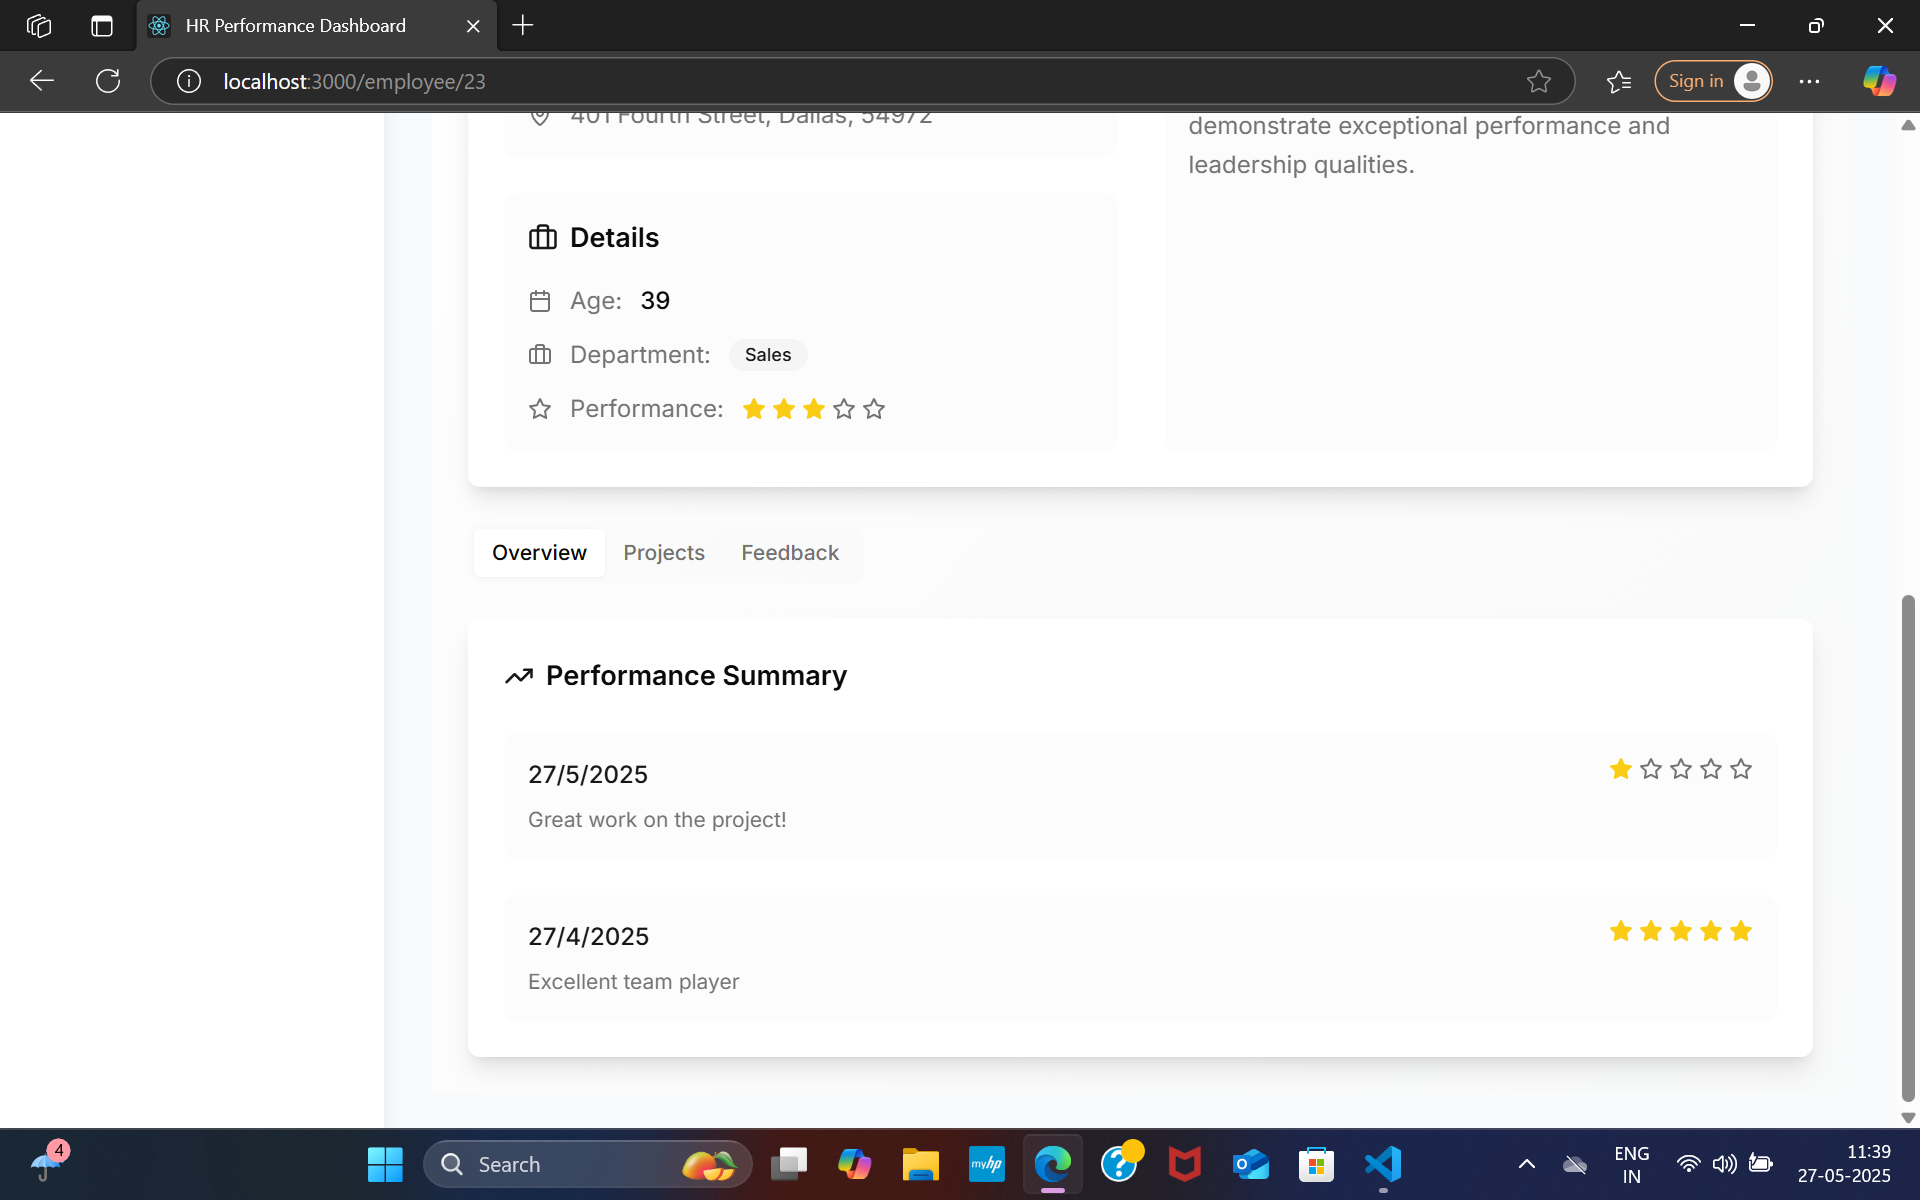 HR Performance Dashboard
localhost:3000/employee/23
Sign in
401 Fourth Street, Dallas, 54972
demonstrate exceptional performance and
leadership qualities.
Details
Age: 39
Department: Sales
Performance:
Overview Projects Feedback
Performance Summary
27/5/2025
Great work on the project!
27/4/2025
Excellent team player
4
Search
myhp
ENG
IN
11:39
27-05-2025